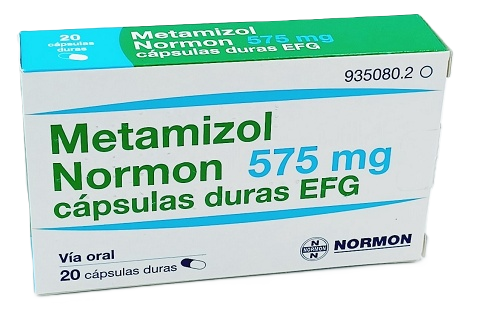 20
cápsulas
duras
Metamizol
Normon 575 mg
cápsulas duras EFG
935080.2
Metamizol
Normon 575 mg
cápsulas duras EFG
Vía oral
20 cápsulas duras
N
NORMON
N
NORMON